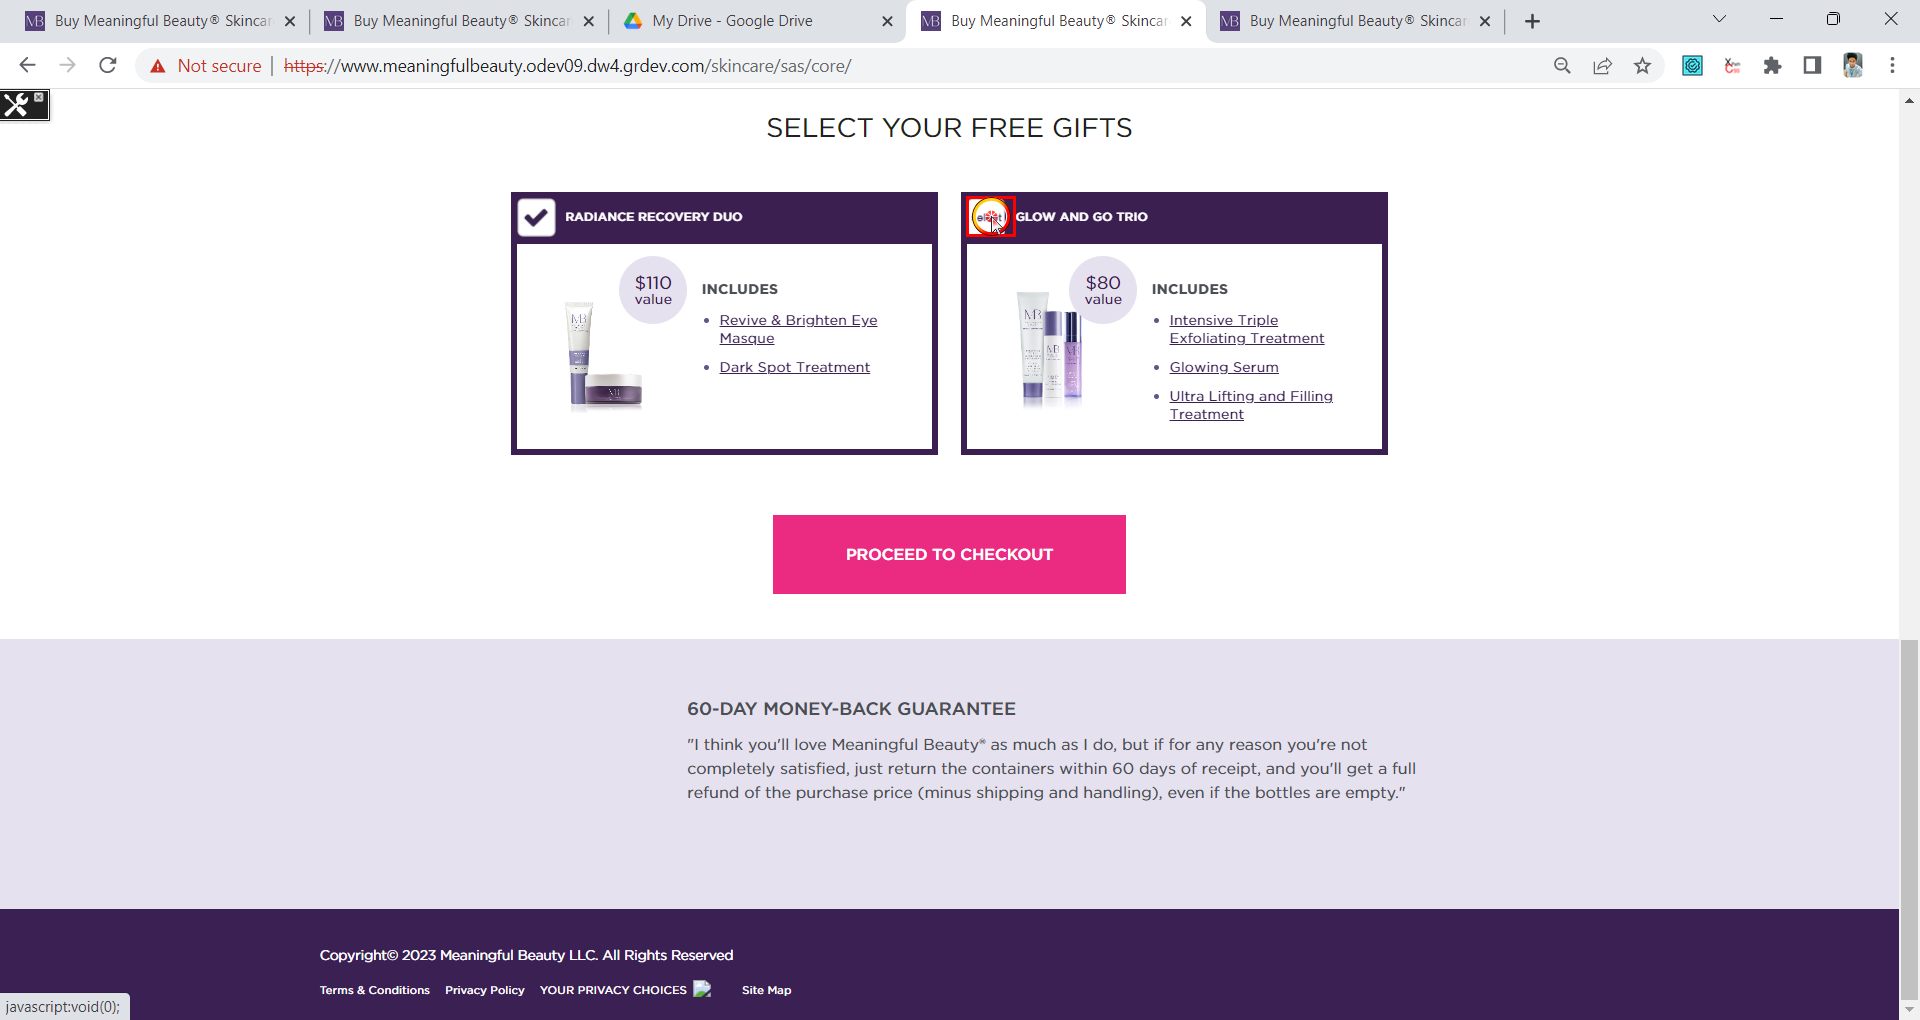 Buy Meaningful Beauty® Skincar
Buy Meaningful Beauty® Skincar
My Drive - Google Drive
Buy Meaningful Beauty® Skincar
Buy Meaningful Beauty® Skincar
Not secure | https://www.meaningfulbeauty.odev09.dw4.grdev.com/skincare/sas/core/
SELECT YOUR FREE GIFTS
RADIANCE RECOVERY DUO
$110
value
INCLUDES
• Revive & Brighten Eye
Masque
• Dark Spot Treatment
GLOW AND GO TRIO
$80
value
INCLUDES
• Intensive Triple
Exfoliating Treatment
• Glowing Serum
• Ultra Lifting and Filling
Treatment
PROCEED TO CHECKOUT
60-DAY MONEY-BACK GUARANTEE
"I think you'll love Meaningful Beauty® as much as I do, but if for any reason you're not
completely satisfied, just return the containers within 60 days of receipt, and you'll get a full
refund of the purchase price (minus shipping and handling), even if the bottles are empty."
Copyright© 2023 Meaningful Beauty LLC. All Rights Reserved
Terms & Conditions Privacy Policy YOUR PRIVACY CHOICES Site Map
javascript:void(0);